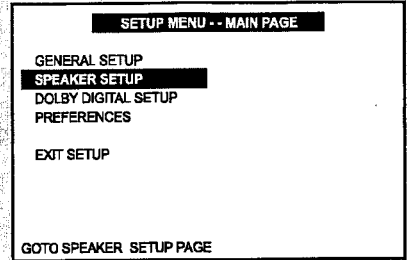 SETUP MENU - - MAIN PAGE
GENERAL SETUP
SPEAKER SETUP
DOLBY DIGITAL SETUP
PREFERENCES
EXIT SETUP
GOTO SPEAKER SETUP PAGE